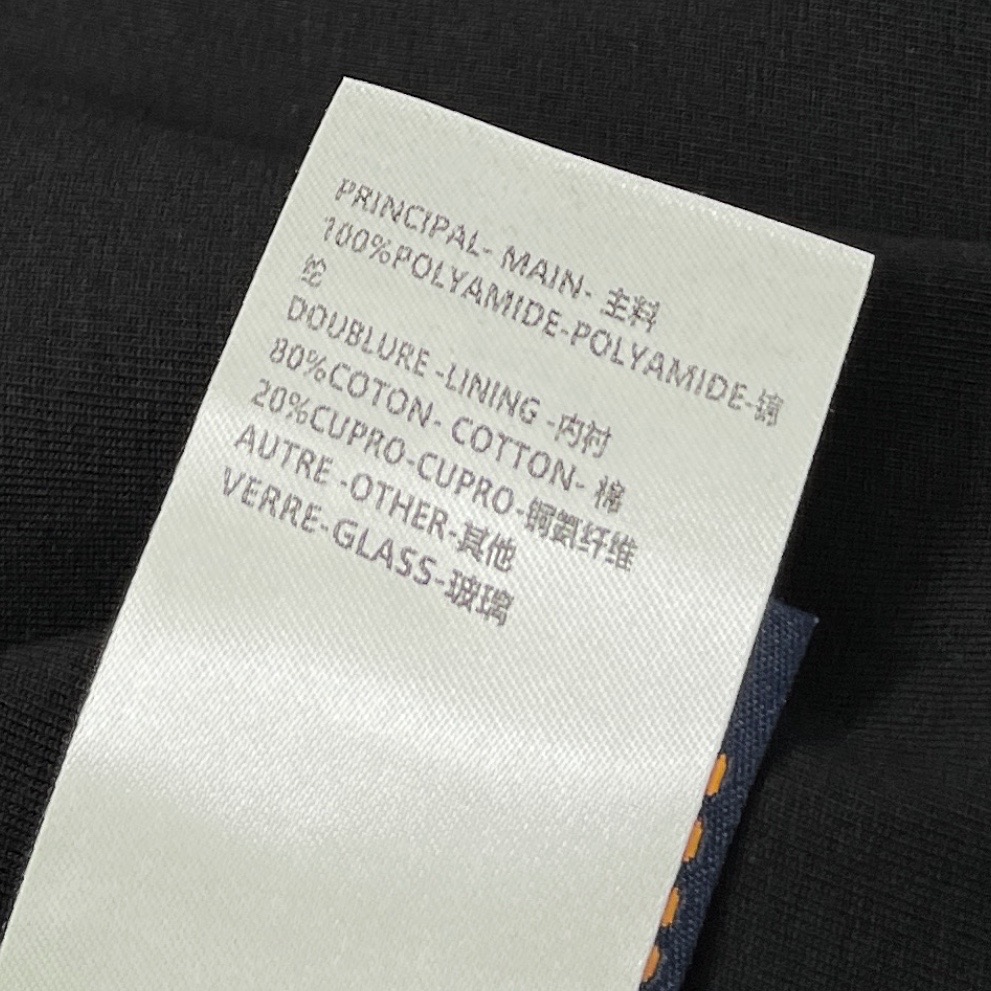 PRINCIPAL- MAIN- 主料
100%POLYAMIDE-POLYAMIDE-锦
纶
DOUBLURE -LINING -内衬
80%COTON- COTTON- 棉
20%CUPRO-CUPRO-铜氨纤维
AUTRE -OTHER-其他
VERRE-GLASS-玻璃